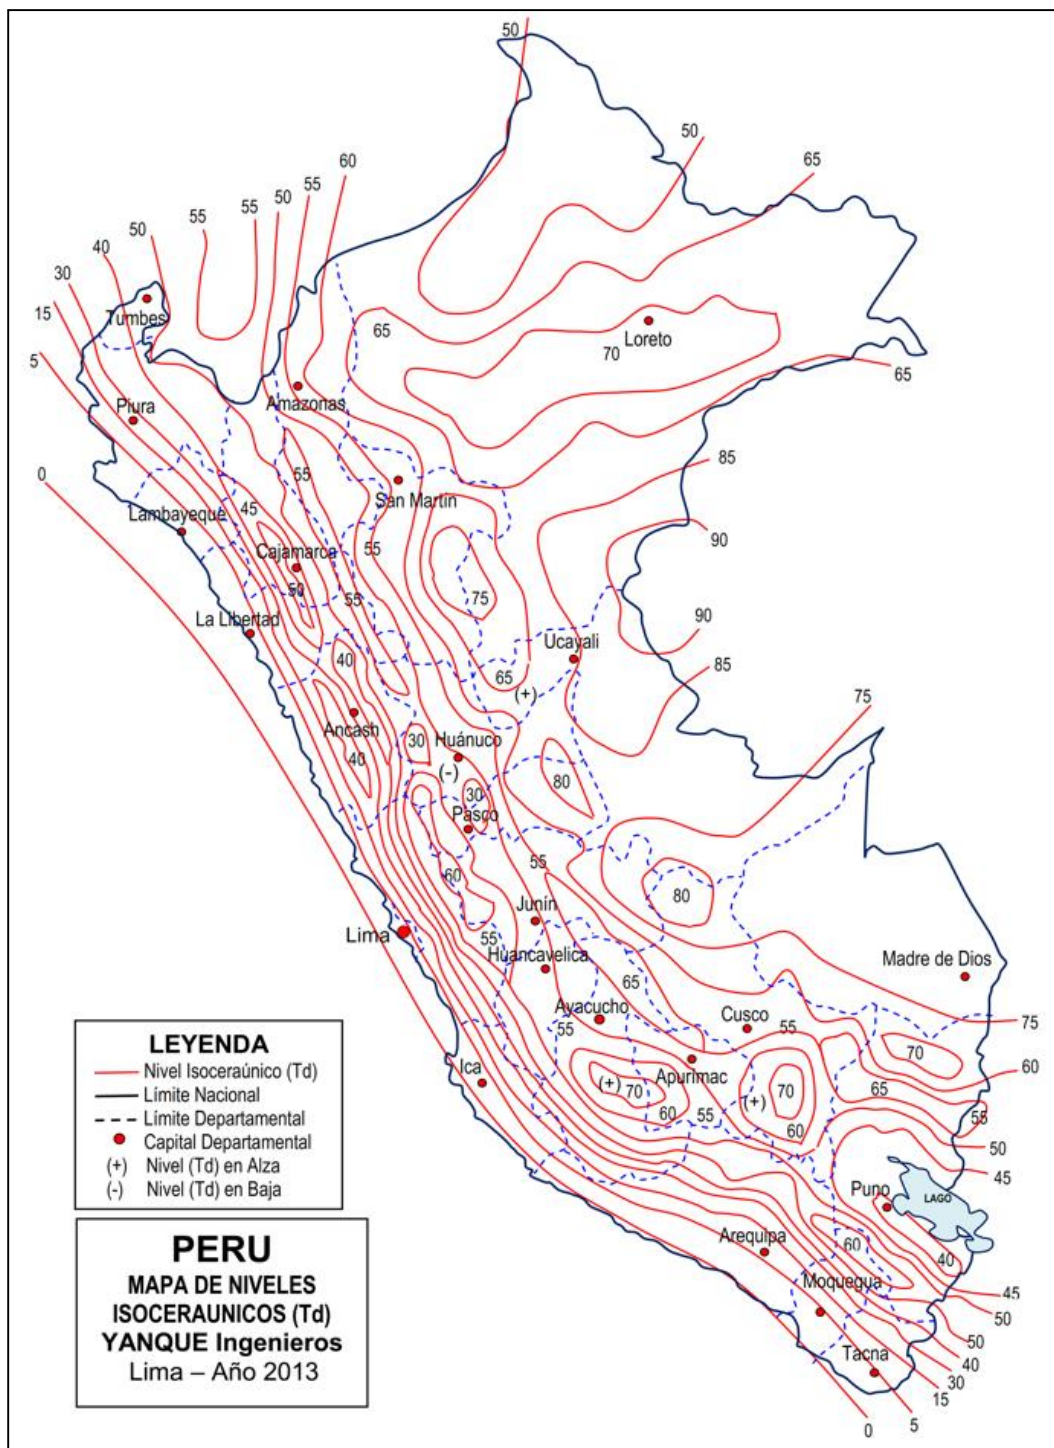 50
50
65
60
55
50
55
55
50
40
30
15
5
0
Tumbes
65
Loreto
70
65
Amazonas
Piura
85
55
San Martin
45
Lambayeque
90
55
Cajamarca
50
75
55
La Libertad
90
Ucayali
40
65
(+)
85
75
Ancash
30
Huánuco
40
(-)
80
30
Pasco
55
60
80
Junín
Lima
55
Huancavelica
Madre de Dios
65
Ayacucho
Cusco
55
55
75
70
60
Ica
Apurimac
(+)
70
(+)
70
65
60
55
55
60
50
45
Puno
LAGO
Arequipa
60
40
Moquegua
45
50
50
Tacna
40
30
15
5
0
LEYENDA
Nivel Isoceraúnico (Td)
Límite Nacional
Límite Departamental
Capital Departamental
(+) Nivel (Td) en Alza
(-) Nivel (Td) en Baja
PERU
MAPA DE NIVELES
ISOCERAUNICOS (Td)
YANQUE Ingenieros
Lima – Año 2013